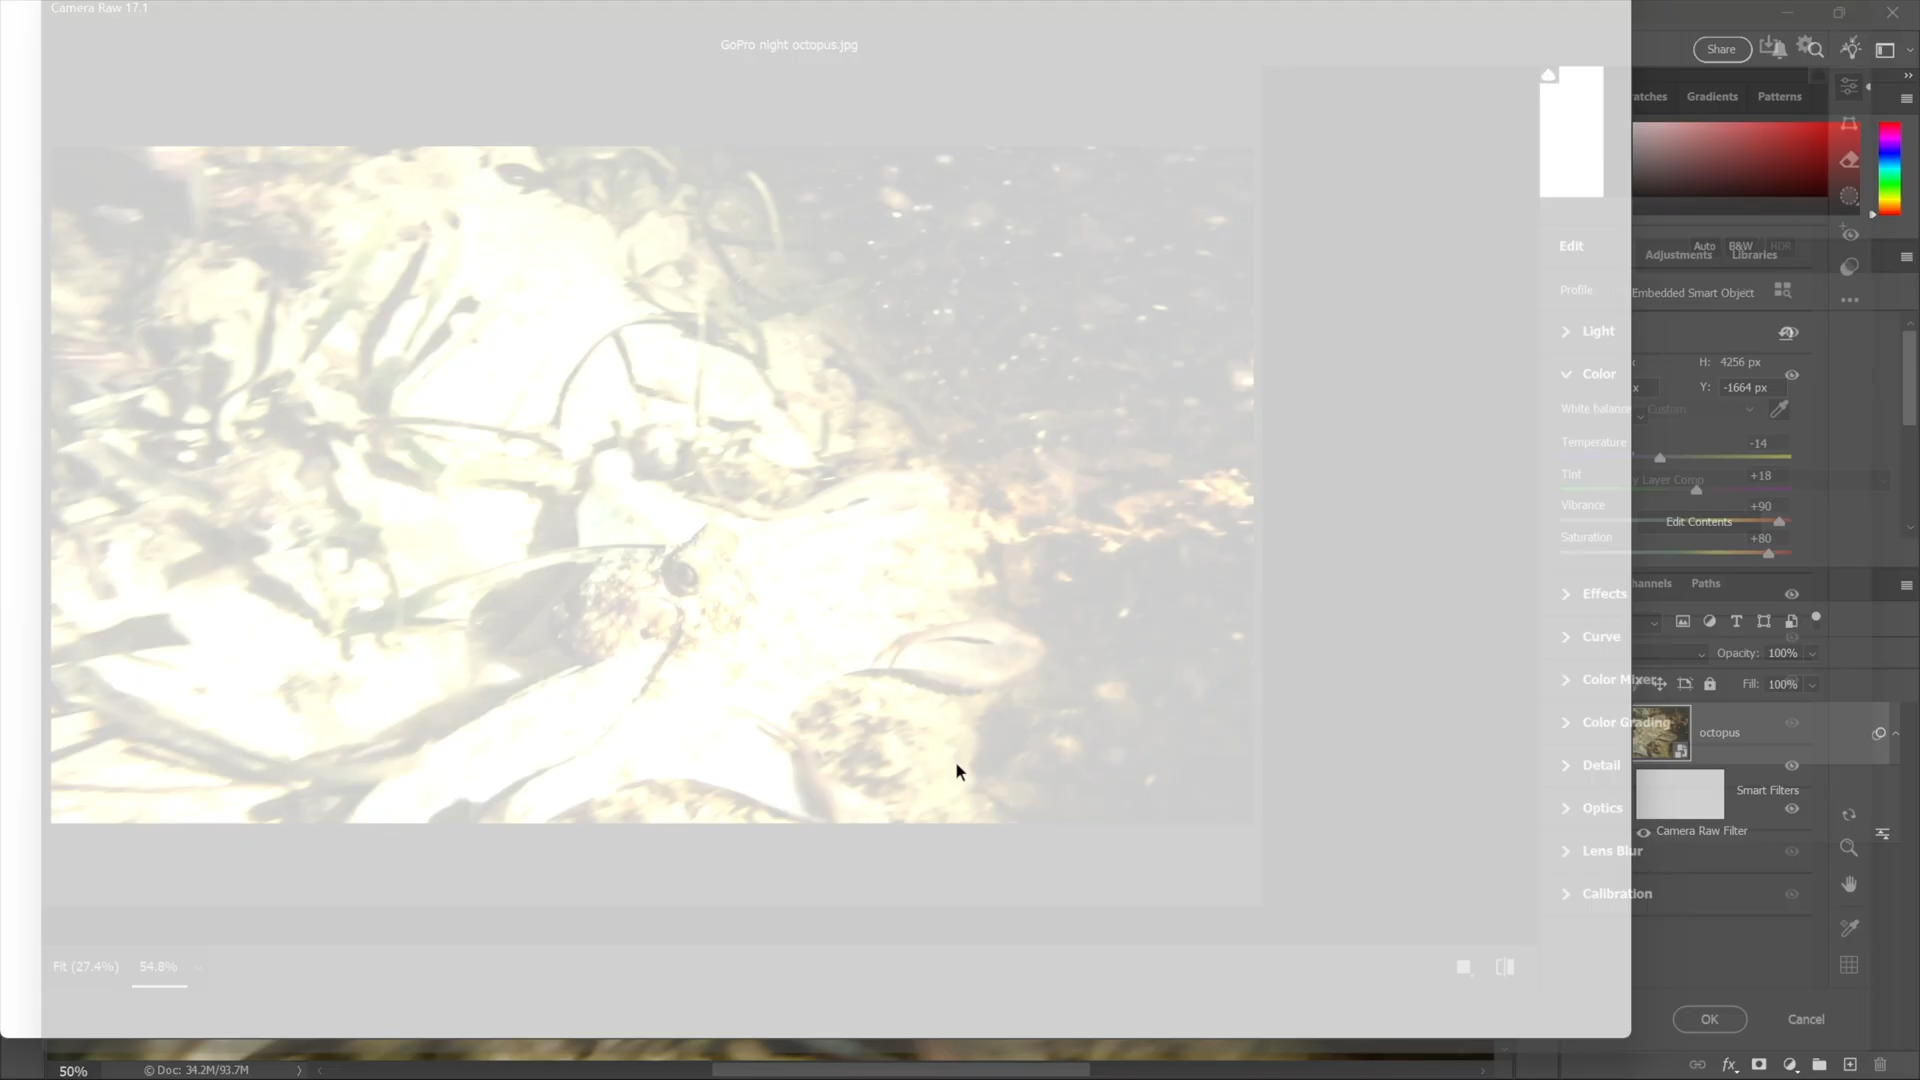 Camera Raw 17.1
GoPro night octopus.jpg
Share
Gradients
Patterns
Edit
Auto
B&W
HDR
Adjustments
Libraries
Profile
Embedded Smart Object
Light
H: 4256 px
Color
Y: -1664 px
White balance
Custom
Temperature
-14
Tint
+18
y Layer Comp
Vibrance
+90
Edit Contents
Saturation
+80
Paths
Effects
Curve
Opacity: 100%
Color Mixer
Fill: 100%
Color Grading
octopus
Detail
Smart Filters
Optics
Camera Raw Filter
Lens Blur
Calibration
Fit (27.4%)
54.8%
OK
Cancel
50%
© Doc: 34.2M/93.7M
fx